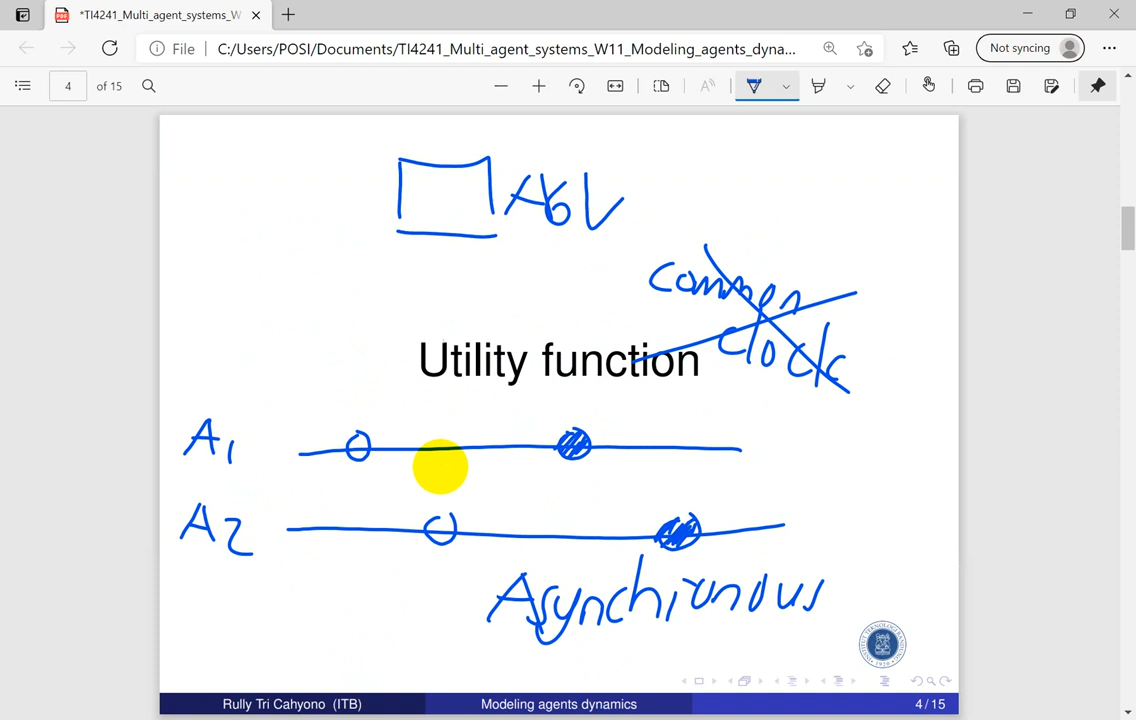 *TI4241_Multi_agent_systems_W
File C:/Users/POSI/Documents/TI4241_Multi_agent_systems_W11_Modeling_agents_dyna... Not syncing
4 of 15
common
clock
Utility function
A1
A2
Asynchronous
Rully Tri Cahyono (ITB) Modeling agents dynamics 4 / 15